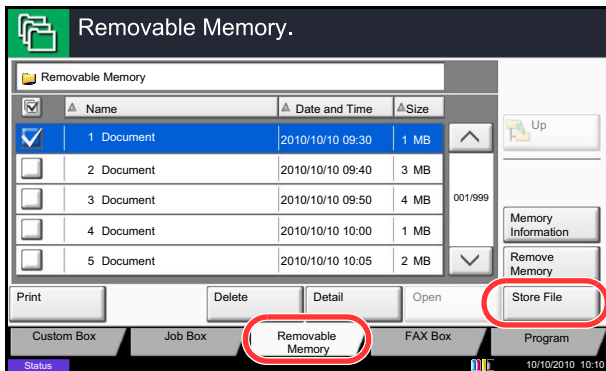 Removable Memory.
Removable Memory
Name Date and Time Size
1 Document 2010/10/10 09:30 1 MB
2 Document 2010/10/10 09:40 3 MB
3 Document 2010/10/10 09:50 4 MB
4 Document 2010/10/10 10:00 1 MB
5 Document 2010/10/10 10:05 2 MB
001/999
Up
Memory
Information
Remove
Memory
Print Delete Detail Open Store File
Custom Box Job Box Removable
Memory FAX Box Program
Status 10/10/2010 10:10